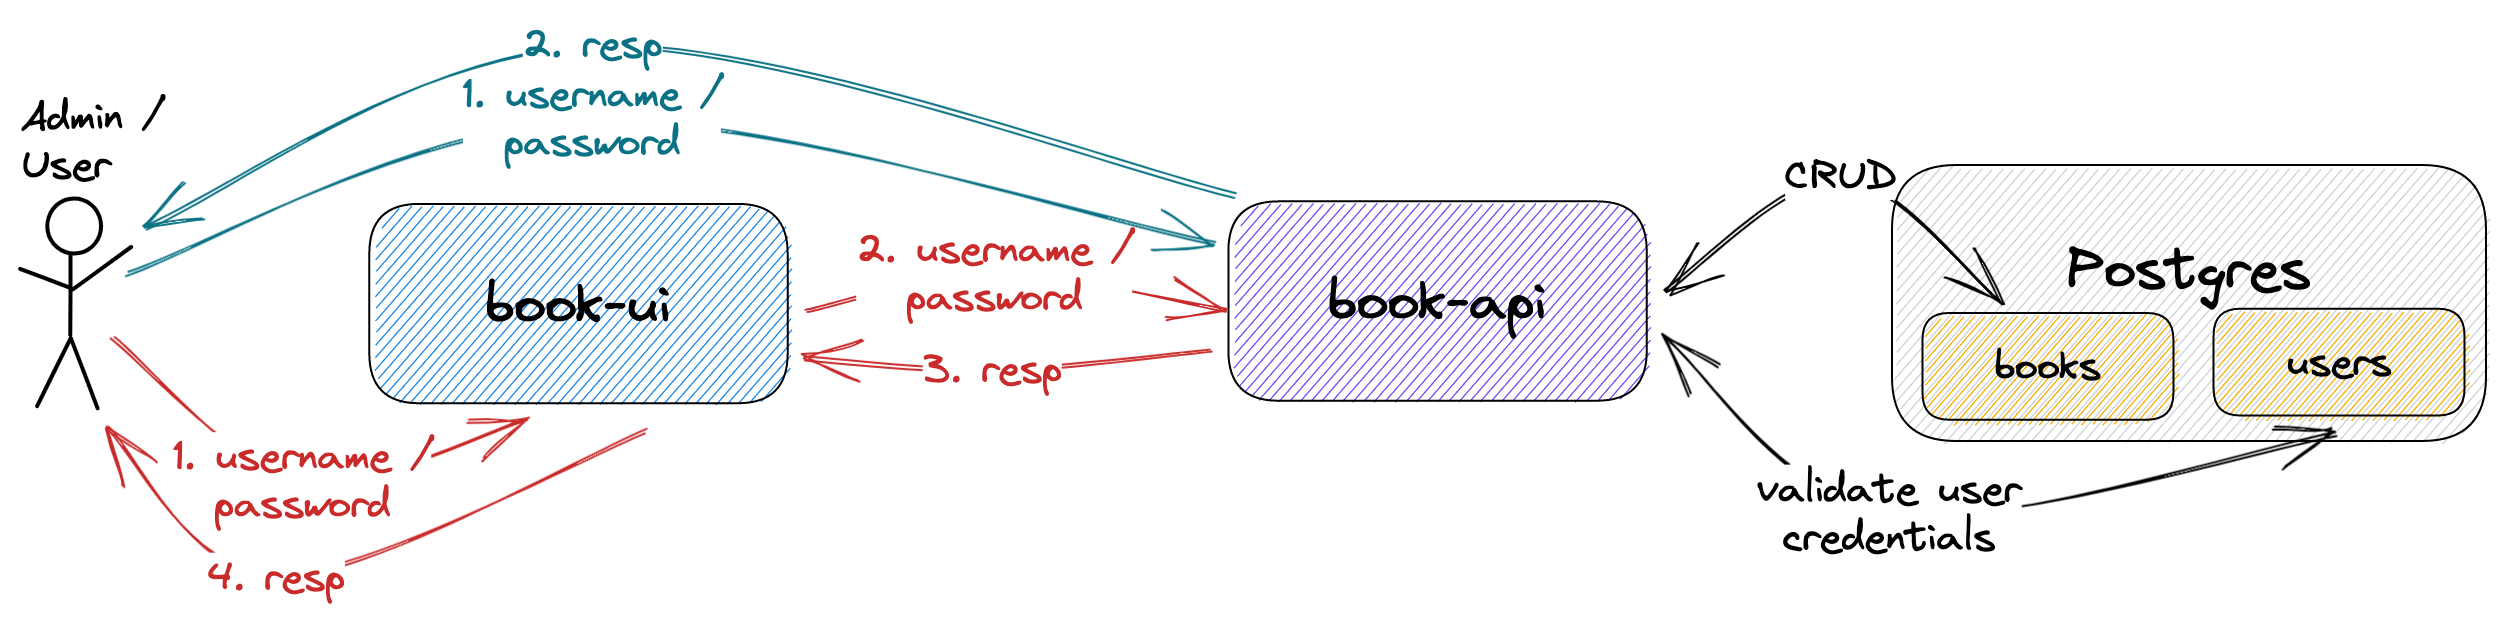 2. resp
1. username /
password
Admin /
User
CRUD
book-ui
2. username /
password
3. resp
book-api
Postgres
books
users
1. username /
password
4. resp
validate user
credentials